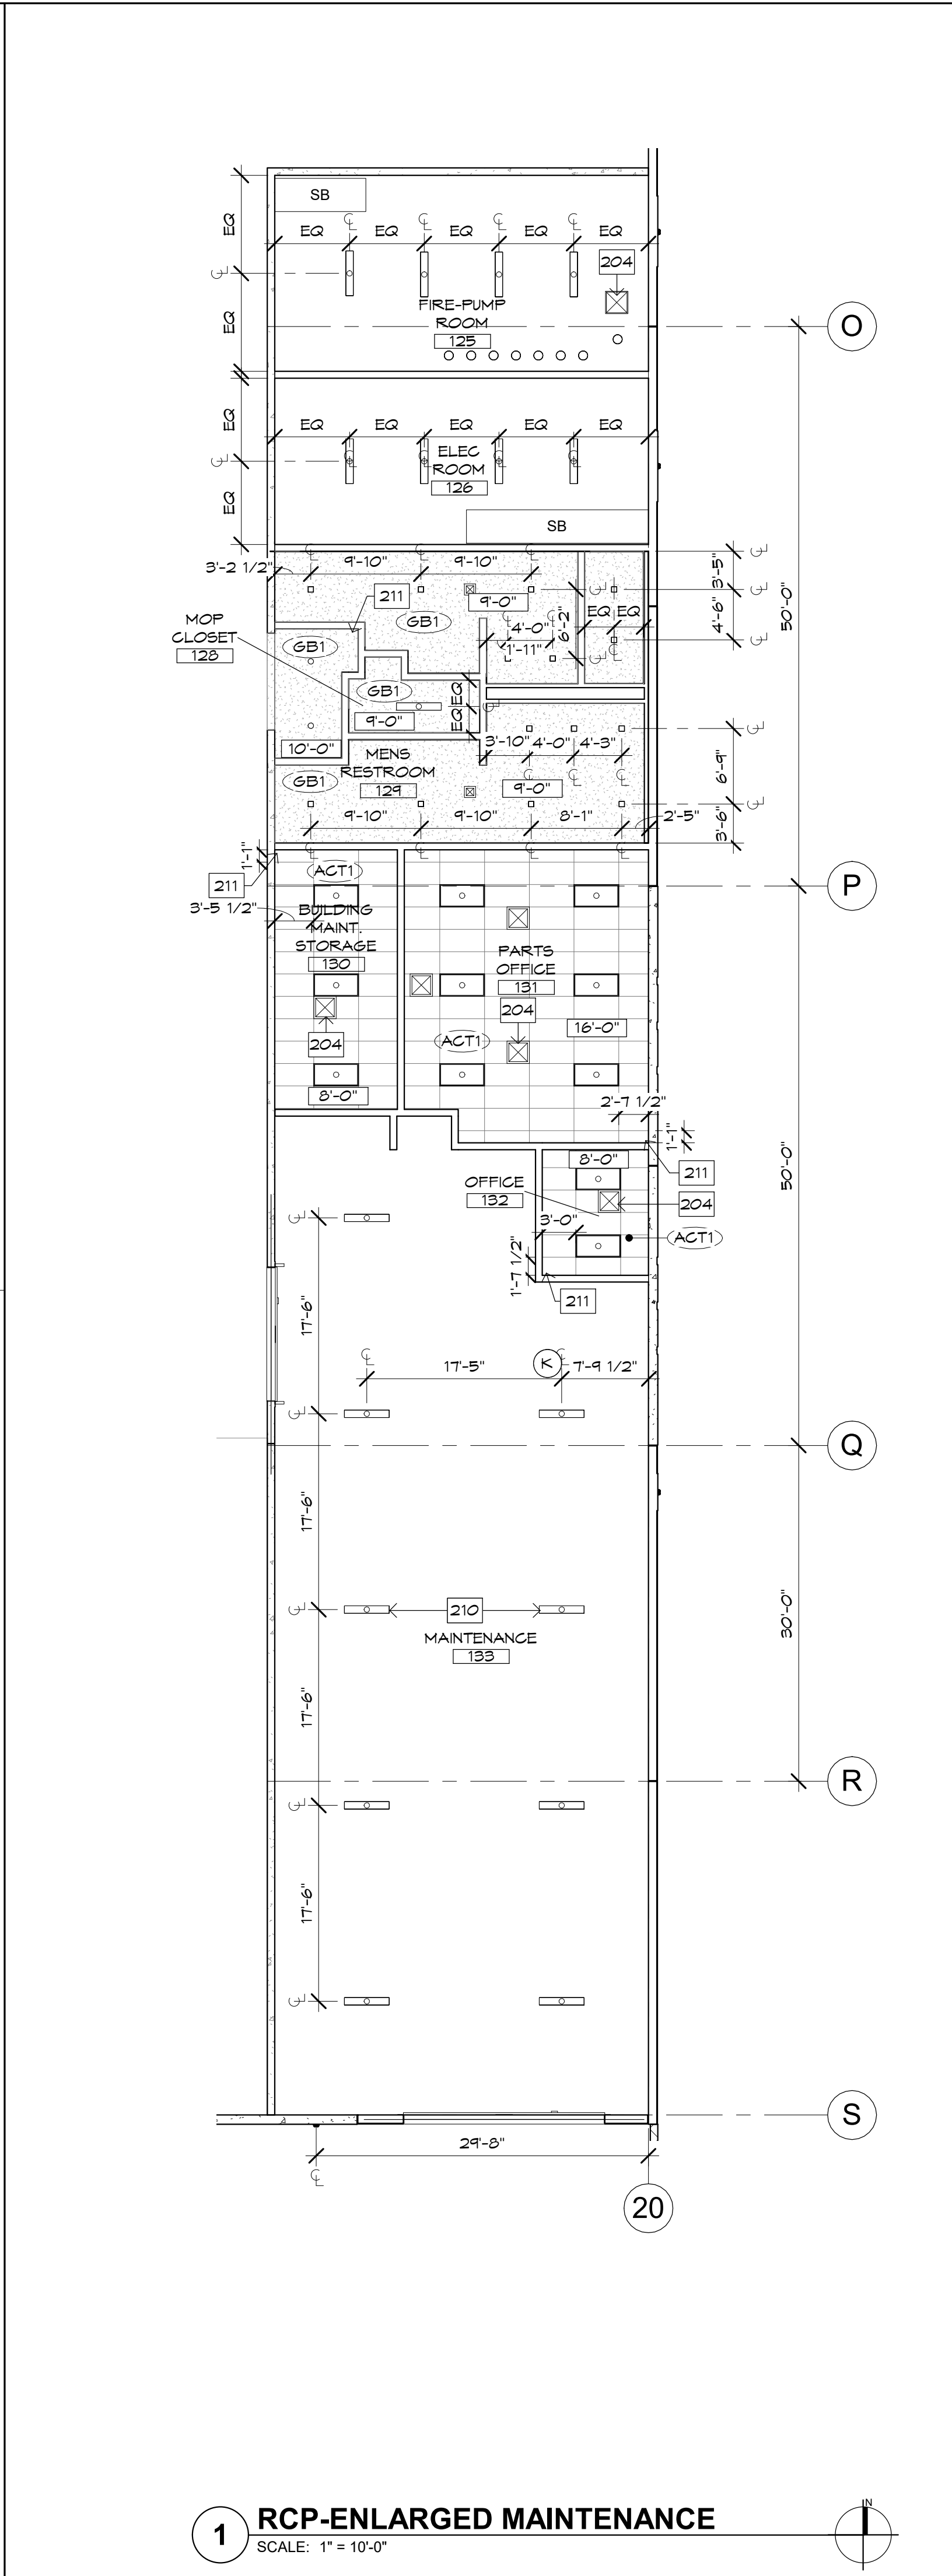 SB
EQ
EQ EQ EQ EQ EQ
204
FIRE-PUMP
ROOM
125
O
EQ
EQ
EQ EQ EQ EQ EQ
ELEC
ROOM
126
EQ
SB
3'-2 1/2"
9'-10"
9'-10"
3'-5"
211
9'-0"
EQ EQ
4'-6"
50'-0"
MOP
CLOSET
128
GB1
GB1
4'-0"
6'-2"
1'-11"
GB1
9'-0"
EQ
EQ
10'-0"
MENS
RESTROOM
129
3'-10"
4'-0"
4'-3"
6'-9"
GB1
9'-0"
9'-10"
9'-10"
8'-1"
2'-5"
3'-6"
1'-1"
211
ACT1
P
3'-5 1/2"
BUILDING
MAINT.
STORAGE
130
PARTS
OFFICE
131
204
204
16'-0"
ACT1
8'-0"
2'-7 1/2"
1'-1"
8'-0"
211
OFFICE
132
204
50'-0"
3'-0"
ACT1
1'-7 1/2"
211
17'-6"
17'-5"
K
7'-9 1/2"
Q
17'-6"
210
30'-0"
MAINTENANCE
133
17'-6"
R
17'-6"
S
29'-8"
20
1
RCP-ENLARGED MAINTENANCE
SCALE: 1" = 10'-0"
N